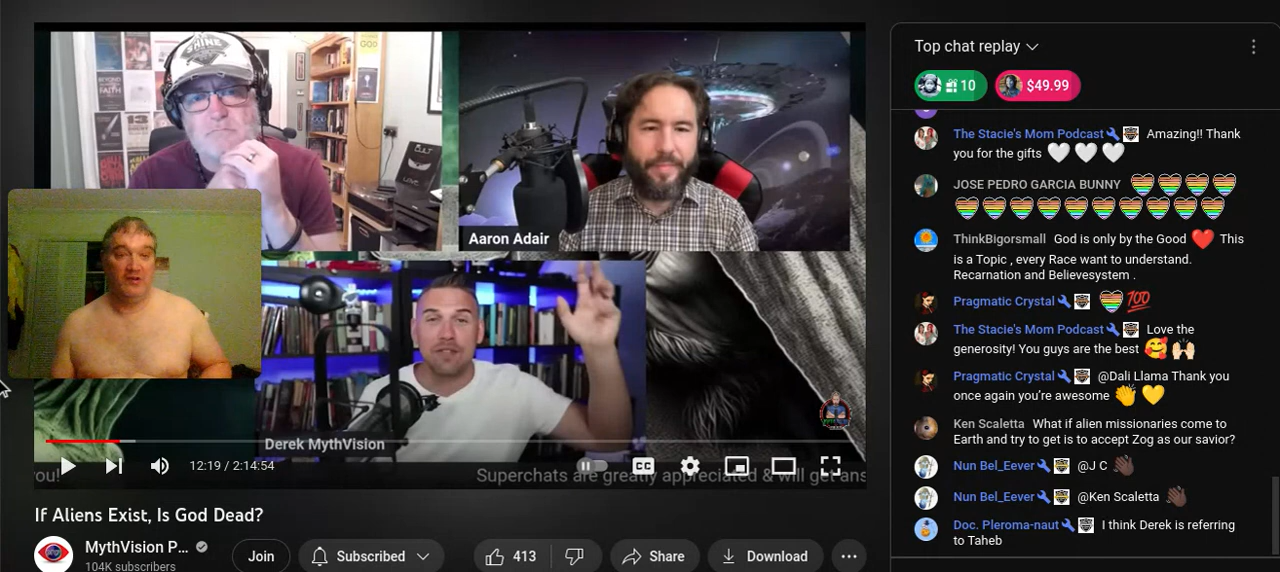 Top chat replay
10
$49.99
The Stacie's Mom Podcast Amazing!! Thank
you for the gifts
JOSE PEDRO GARCIA BUNNY
ThinkBigorsmall God is only by the Good ❤️ This
is a Topic , every Race want to understand.
Recarnation and Believesystem .
Pragmatic Crystal 💯
The Stacie's Mom Podcast Love the
generosity! You guys are the best 🥰 🙌🏻
Pragmatic Crystal @Dali Llama Thank you
once again you're awesome 👏 💛
Ken Scaletta What if alien missionaries come to
Earth and try to get is to accept Zog as our savior?
Nun Bel_Eever @J C 👋🏿
Nun Bel_Eever @Ken Scaletta 👋🏿
Doc. Pleroma-naut I think Derek is referring
to Taheb
SHINE
GOD
FAITH
13
CULT
Aaron Adair
Derek MythVision
12:19 / 2:14:54
CC
you!
Superchats are greatly appreciated & will get ans
If Aliens Exist, Is God Dead?
MythVision P...
104K subscribers
Join
Subscribed
413
Share
Download